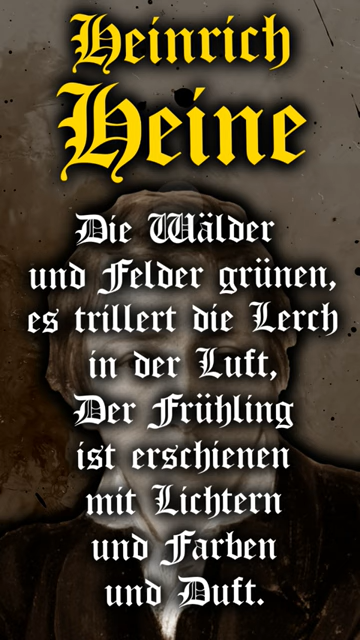 Heinrich
Heine
Die Wälder
und Felder grünen,
es trillert die Lerch
in der Luft,
Der Frühling
ist erschienen
mit Lichtern
und Farben
und Duft.